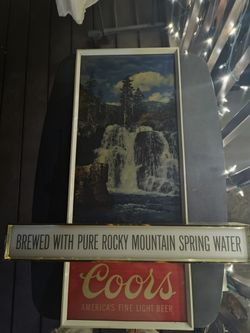 BREWED WITH PURE ROCKY MOUNTAIN SPRING WATER
Coors
AMERICA'S FINE LIGHT BEER